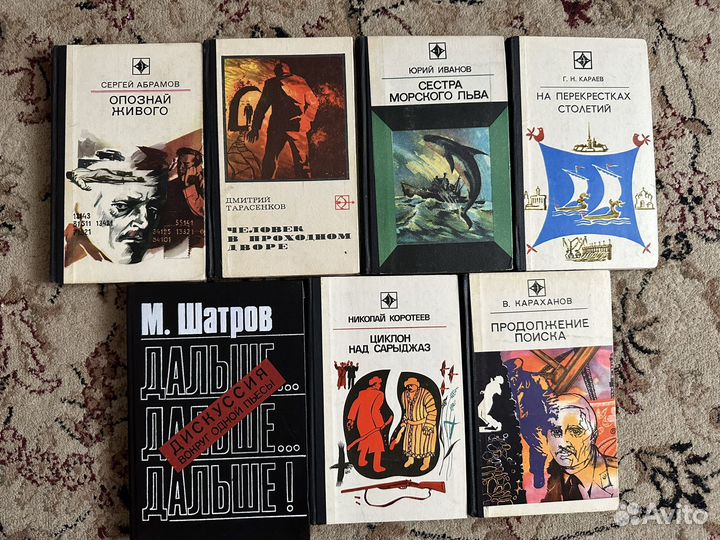 СЕРГЕЙ АБРАМОВ
ОПОЗНАЙ
ЖИВОГО
ДМИТРИЙ
ТАРАСЕНКОВ
ЧЕЛОВЕК
В ПРОХОДНОМ
ДВОРЕ
ЮРИЙ ИВАНОВ
СЕСТРА
МОРСКОГО ЛЬВА
Г. Н. КАРАЕВ
НА ПЕРЕКРЕСТКАХ
СТОЛЕТИЙ
М. Шатров
ДАЛЬШЕ...
ДАЛЬШЕ...
ДАЛЬШЕ!
ДИСКУССИЯ
ВОКРУГ ОДНОЙ ПЬЕСЫ
НИКОЛАЙ КОРОТЕЕВ
ЦИКЛОН
НАД САРЫДЖАЗ
В. КАРАХАНОВ
ПРОДОЛЖЕНИЕ
ПОИСКА
Avito